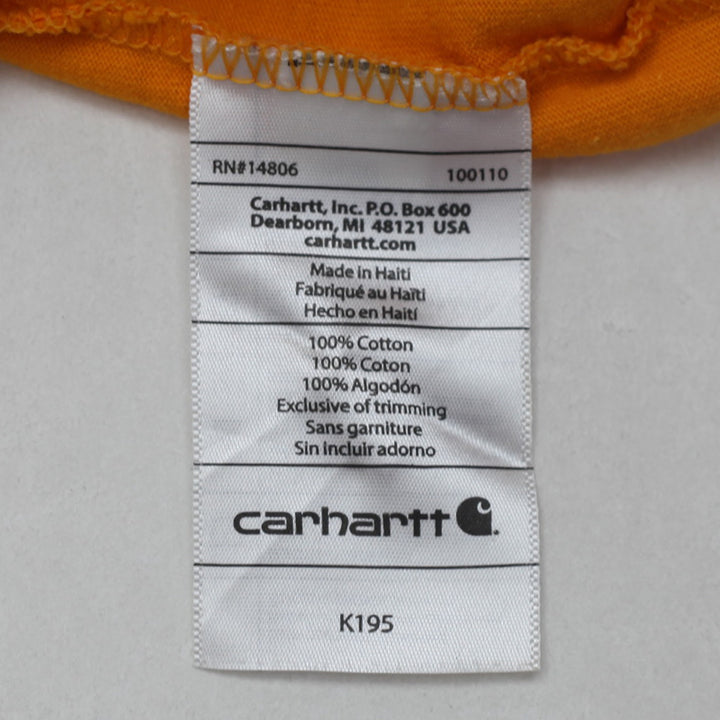 RN#14806 100110
Carhartt, Inc. P.O. Box 600
Dearborn, MI 48121 USA
carhartt.com
Made in Haiti
Fabriqué au Haïti
Hecho en Haití
100% Cotton
100% Coton
100% Algodón
Exclusive of trimming
Sans garniture
Sin incluir adorno
carhartt
K195